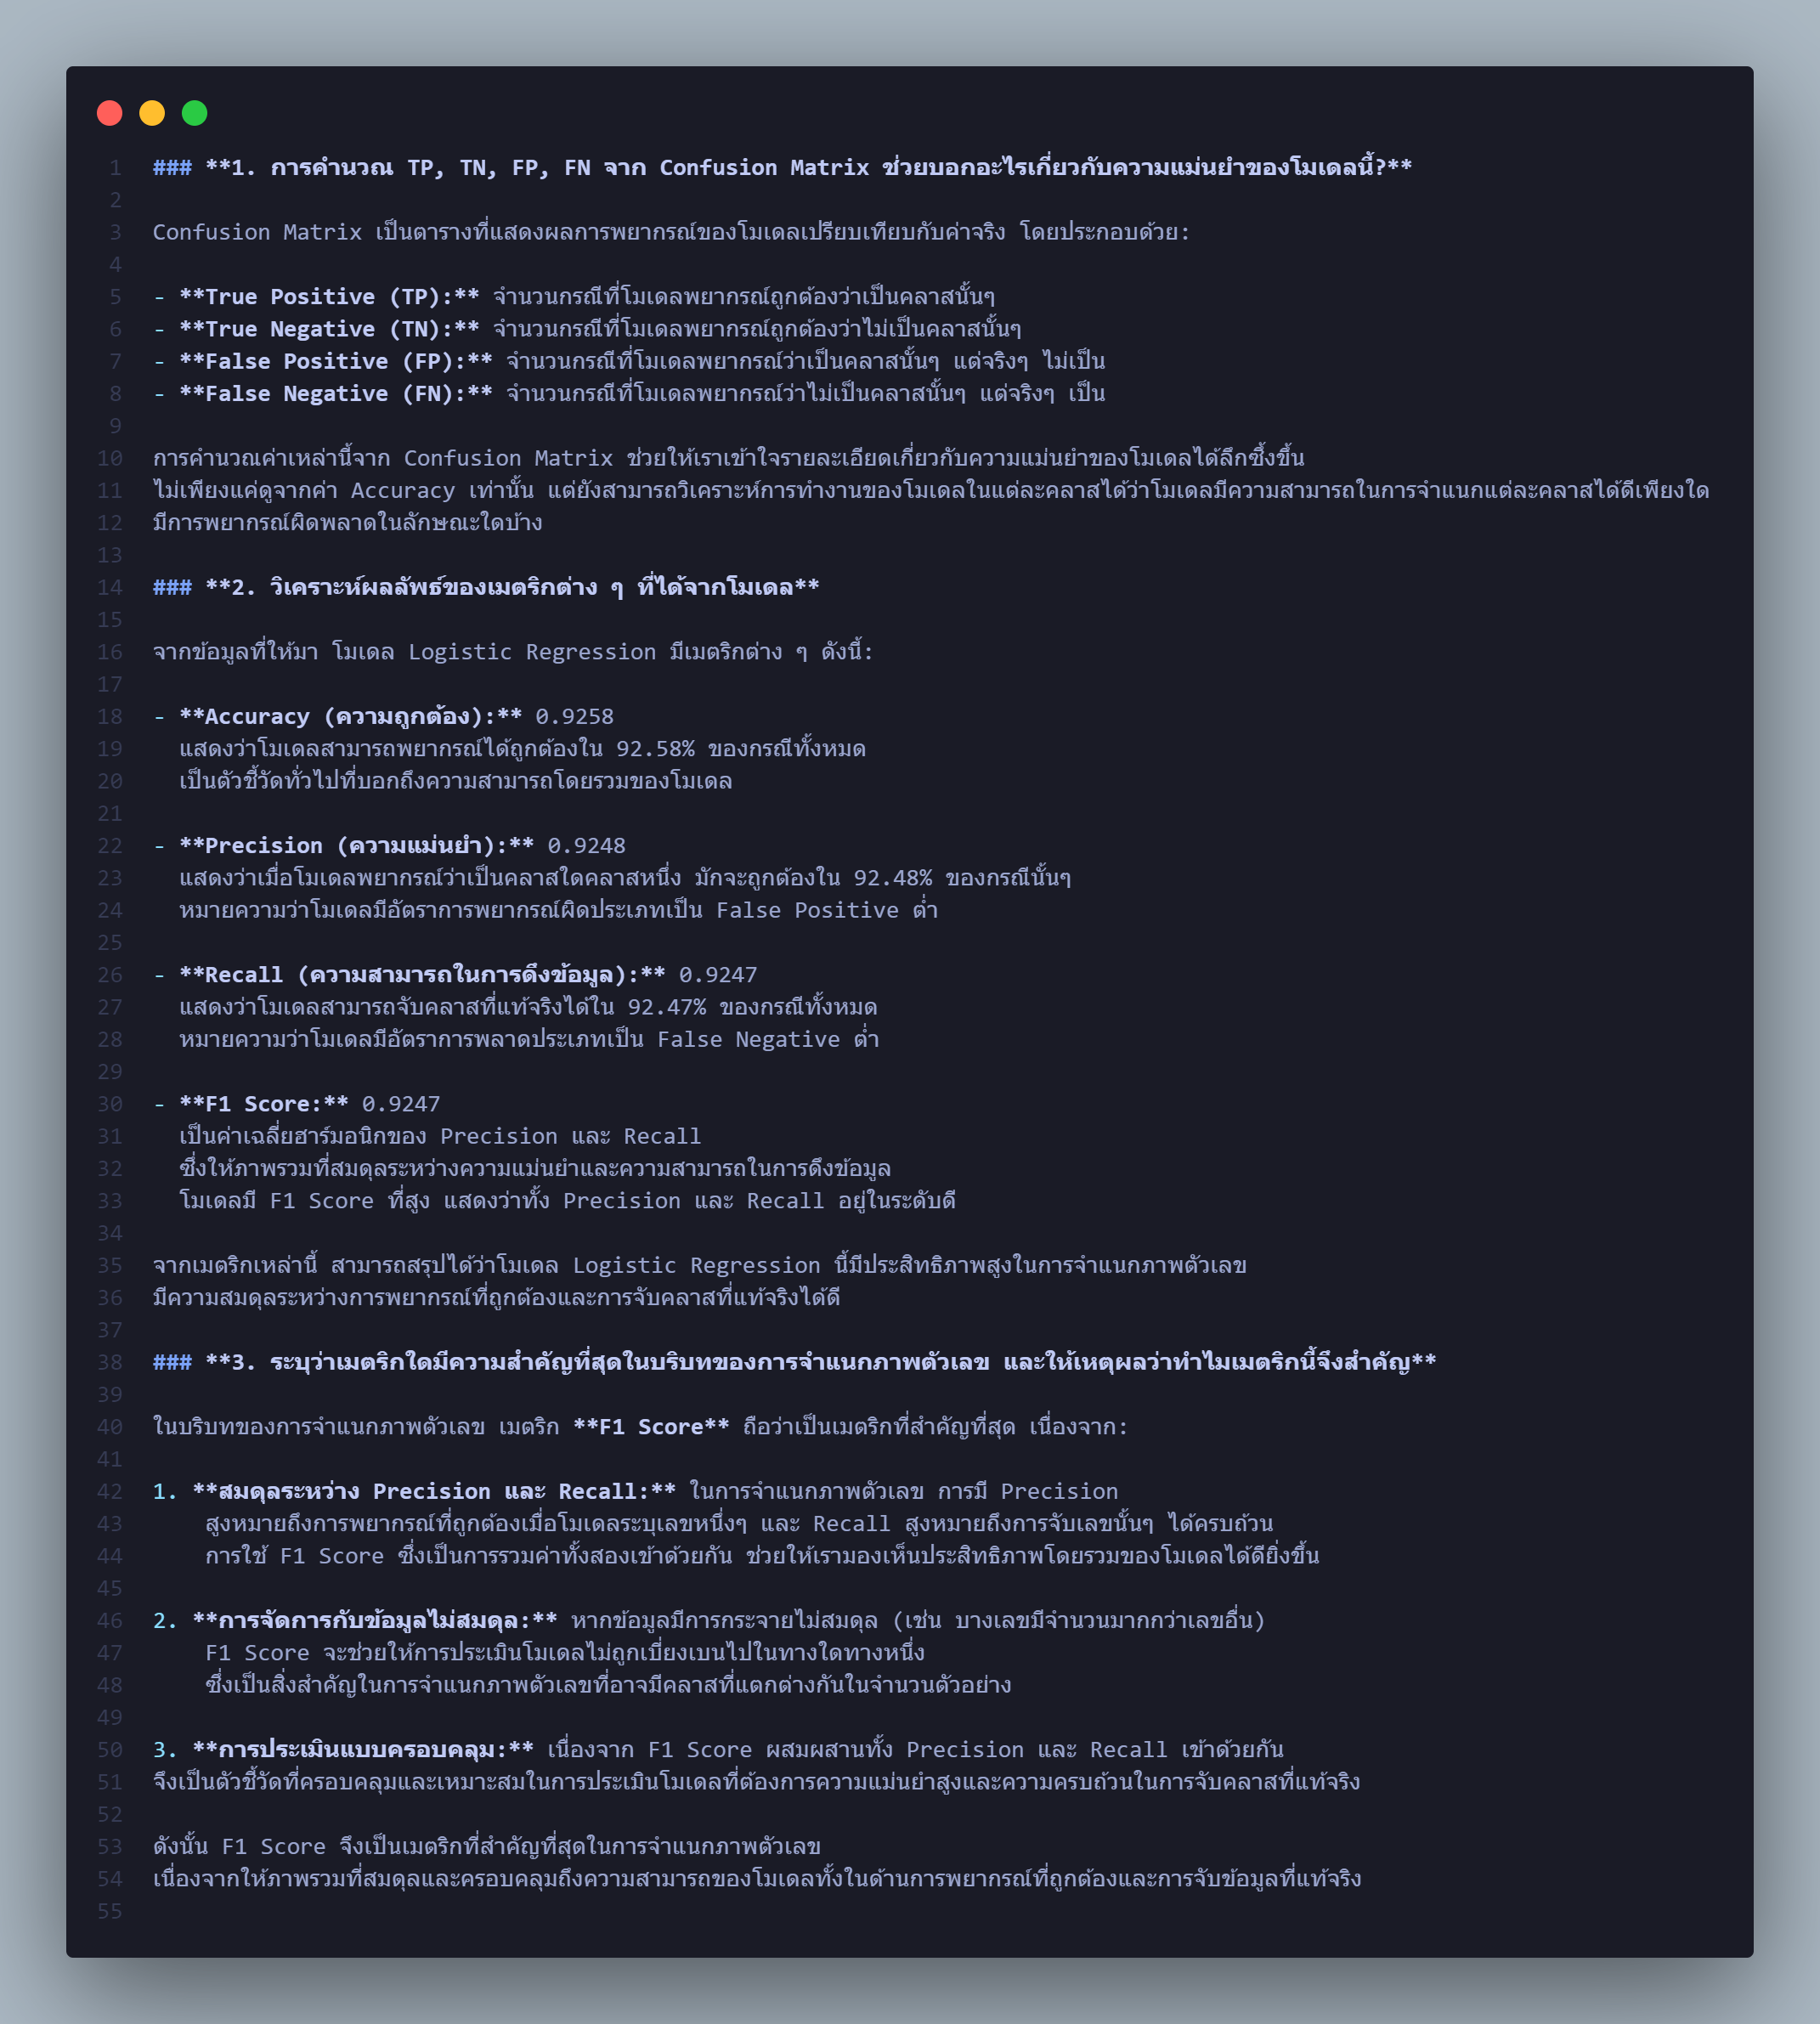 1 ### **1. การคำนวณ TP, TN, FP, FN จาก Confusion Matrix ช่วยบอกอะไรเกี่ยวกับความแม่นยำของโมเดลนี้?**
2
3 Confusion Matrix เป็นตารางที่แสดงผลการพยากรณ์ของโมเดลเปรียบเทียบกับค่าจริง โดยประกอบด้วย:
4
5 - **True Positive (TP):** จำนวนกรณีที่โมเดลพยากรณ์ถูกต้องว่าเป็นคลาสนั้นๆ
6 - **True Negative (TN):** จำนวนกรณีที่โมเดลพยากรณ์ถูกต้องว่าไม่เป็นคลาสนั้นๆ
7 - **False Positive (FP):** จำนวนกรณีที่โมเดลพยากรณ์ว่าเป็นคลาสนั้นๆ แต่จริงๆ ไม่เป็น
8 - **False Negative (FN):** จำนวนกรณีที่โมเดลพยากรณ์ว่าไม่เป็นคลาสนั้นๆ แต่จริงๆ เป็น
9
10 การคำนวณค่าเหล่านี้จาก Confusion Matrix ช่วยให้เราเข้าใจรายละเอียดเกี่ยวกับความแม่นยำของโมเดลได้ลึกซึ้งขึ้น
11 ไม่เพียงแค่ดูจากค่า Accuracy เท่านั้น แต่ยังสามารถวิเคราะห์การทำงานของโมเดลในแต่ละคลาสได้ว่าโมเดลมีความสามารถในการจำแนกแต่ละคลาสได้ดีเพียงใด
12 มีการพยากรณ์ผิดพลาดในลักษณะใดบ้าง
13
14 ### **2. วิเคราะห์ผลลัพธ์ของเมตริกต่าง ๆ ที่ได้จากโมเดล**
15
16 จากข้อมูลที่ให้มา โมเดล Logistic Regression มีเมตริกต่าง ๆ ดังนี้:
17
18 - **Accuracy (ความถูกต้อง):** 0.9258
19 แสดงว่าโมเดลสามารถพยากรณ์ได้ถูกต้องใน 92.58% ของกรณีทั้งหมด
20 เป็นตัวชี้วัดทั่วไปที่บอกถึงความสามารถโดยรวมของโมเดล
21
22 - **Precision (ความแม่นยำ):** 0.9248
23 แสดงว่าเมื่อโมเดลพยากรณ์ว่าเป็นคลาสใดคลาสหนึ่ง มักจะถูกต้องใน 92.48% ของกรณีนั้นๆ
24 หมายความว่าโมเดลมีอัตราการพยากรณ์ผิดประเภทเป็น False Positive ต่ำ
25
26 - **Recall (ความสามารถในการดึงข้อมูล):** 0.9247
27 แสดงว่าโมเดลสามารถจับคลาสที่แท้จริงได้ใน 92.47% ของกรณีทั้งหมด
28 หมายความว่าโมเดลมีอัตราการพลาดประเภทเป็น False Negative ต่ำ
29
30 - **F1 Score:** 0.9247
31 เป็นค่าเฉลี่ยฮาร์มอนิกของ Precision และ Recall
32 ซึ่งให้ภาพรวมที่สมดุลระหว่างความแม่นยำและความสามารถในการดึงข้อมูล
33 โมเดลมี F1 Score ที่สูง แสดงว่าทั้ง Precision และ Recall อยู่ในระดับดี
34
35 จากเมตริกเหล่านี้ สามารถสรุปได้ว่าโมเดล Logistic Regression นี้มีประสิทธิภาพสูงในการจำแนกภาพตัวเลข
36 มีความสมดุลระหว่างการพยากรณ์ที่ถูกต้องและการจับคลาสที่แท้จริงได้ดี
37
38 ### **3. ระบุว่าเมตริกใดมีความสำคัญที่สุดในบริบทของการจำแนกภาพตัวเลข และให้เหตุผลว่าทำไมเมตริกนี้จึงสำคัญ**
39
40 ในบริบทของการจำแนกภาพตัวเลข เมตริก **F1 Score** ถือว่าเป็นเมตริกที่สำคัญที่สุด เนื่องจาก:
41
42 1. **สมดุลระหว่าง Precision และ Recall:** ในการจำแนกภาพตัวเลข การมี Precision
43 สูงหมายถึงการพยากรณ์ที่ถูกต้องเมื่อโมเดลระบุเลขหนึ่งๆ และ Recall สูงหมายถึงการจับเลขนั้นๆ ได้ครบถ้วน
44 การใช้ F1 Score ซึ่งเป็นการรวมค่าทั้งสองเข้าด้วยกัน ช่วยให้เรามองเห็นประสิทธิภาพโดยรวมของโมเดลได้ดียิ่งขึ้น
45
46 2. **การจัดการกับข้อมูลไม่สมดุล:** หากข้อมูลมีการกระจายไม่สมดุล (เช่น บางเลขมีจำนวนมากกว่าเลขอื่น)
47 F1 Score จะช่วยให้การประเมินโมเดลไม่ถูกเบี่ยงเบนไปในทางใดทางหนึ่ง
48 ซึ่งเป็นสิ่งสำคัญในการจำแนกภาพตัวเลขที่อาจมีคลาสที่แตกต่างกันในจำนวนตัวอย่าง
49
50 3. **การประเมินแบบครอบคลุม:** เนื่องจาก F1 Score ผสมผสานทั้ง Precision และ Recall เข้าด้วยกัน
51 จึงเป็นตัวชี้วัดที่ครอบคลุมและเหมาะสมในการประเมินโมเดลที่ต้องการความแม่นยำสูงและความครบถ้วนในการจับคลาสที่แท้จริง
52
53 ดังนั้น F1 Score จึงเป็นเมตริกที่สำคัญที่สุดในการจำแนกภาพตัวเลข
54 เนื่องจากให้ภาพรวมที่สมดุลและครอบคลุมถึงความสามารถของโมเดลทั้งในด้านการพยากรณ์ที่ถูกต้องและการจับข้อมูลที่แท้จริง
55